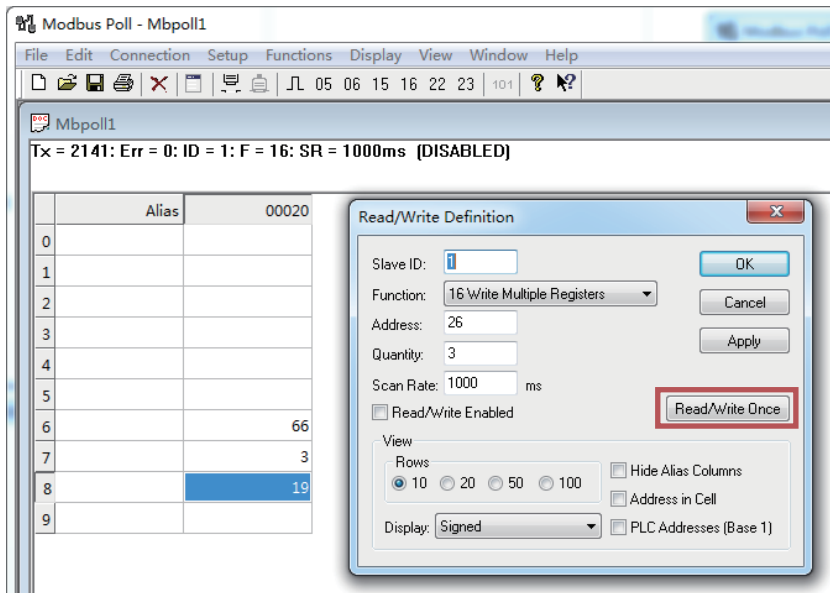 Modbus Poll - Mbpoll1
File Edit Connection Setup Functions Display View Window Help
05 06 15 16 22 23 101
Mbpoll1
Tx = 2141: Err = 0: ID = 1: F = 16: SR = 1000ms (DISABLED)
Alias 00020
0
1
2
3
4
5
6 66
7 3
8 19
9
Read/Write Definition
Slave ID: 1 OK
Function: 16 Write Multiple Registers Cancel
Address: 26
Apply
Quantity: 3
Scan Rate: 1000 ms
Read/Write Enabled Read/Write Once
View
Rows
10 20 50 100
Hide Alias Columns
Address in Cell
Display: Signed PLC Addresses (Base 1)